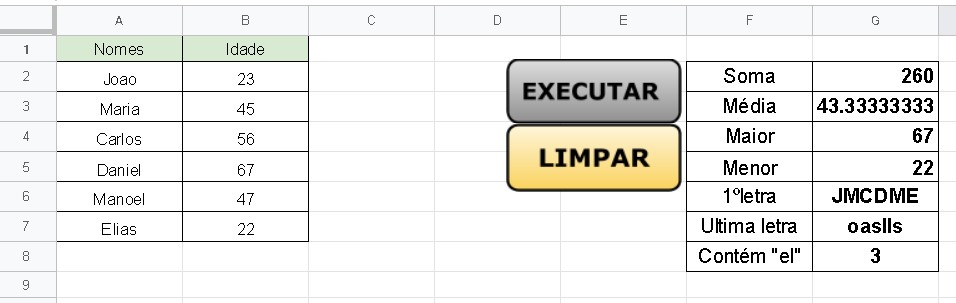 A B C D E F G
1 Nomes Idade
2 Joao 23 EXECUTAR Soma 260
3 Maria 45 Média 43.33333333
4 Carlos 56 LIMPAR Maior 67
5 Daniel 67 Menor 22
6 Manoel 47 1ºletra JMCDME
7 Elias 22 Ultima letra oaslls
8 Contém "el" 3
9